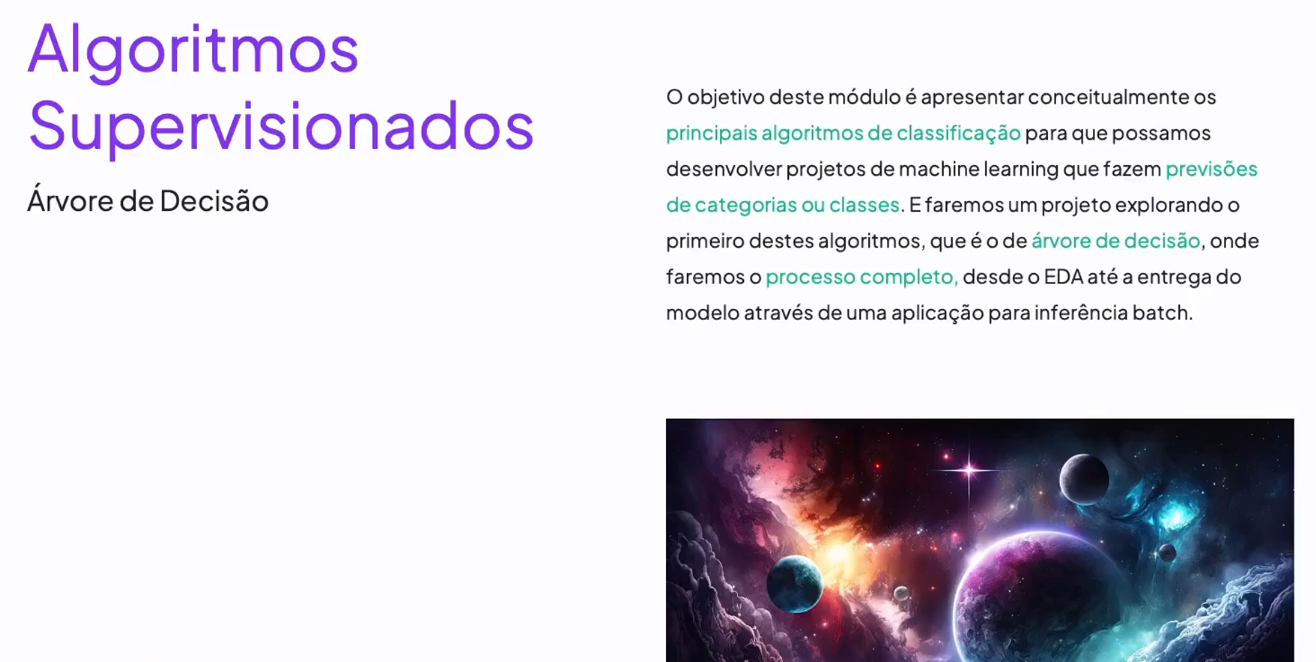 Algoritmos
Supervisionados
Árvore de Decisão
O objetivo deste módulo é apresentar conceitualmente os
principais algoritmos de classificação para que possamos
desenvolver projetos de machine learning que fazem previsões
de categorias ou classes. E faremos um projeto explorando o
primeiro destes algoritmos, que é o de árvore de decisão, onde
faremos o processo completo, desde o EDA até a entrega do
modelo através de uma aplicação para inferência batch.